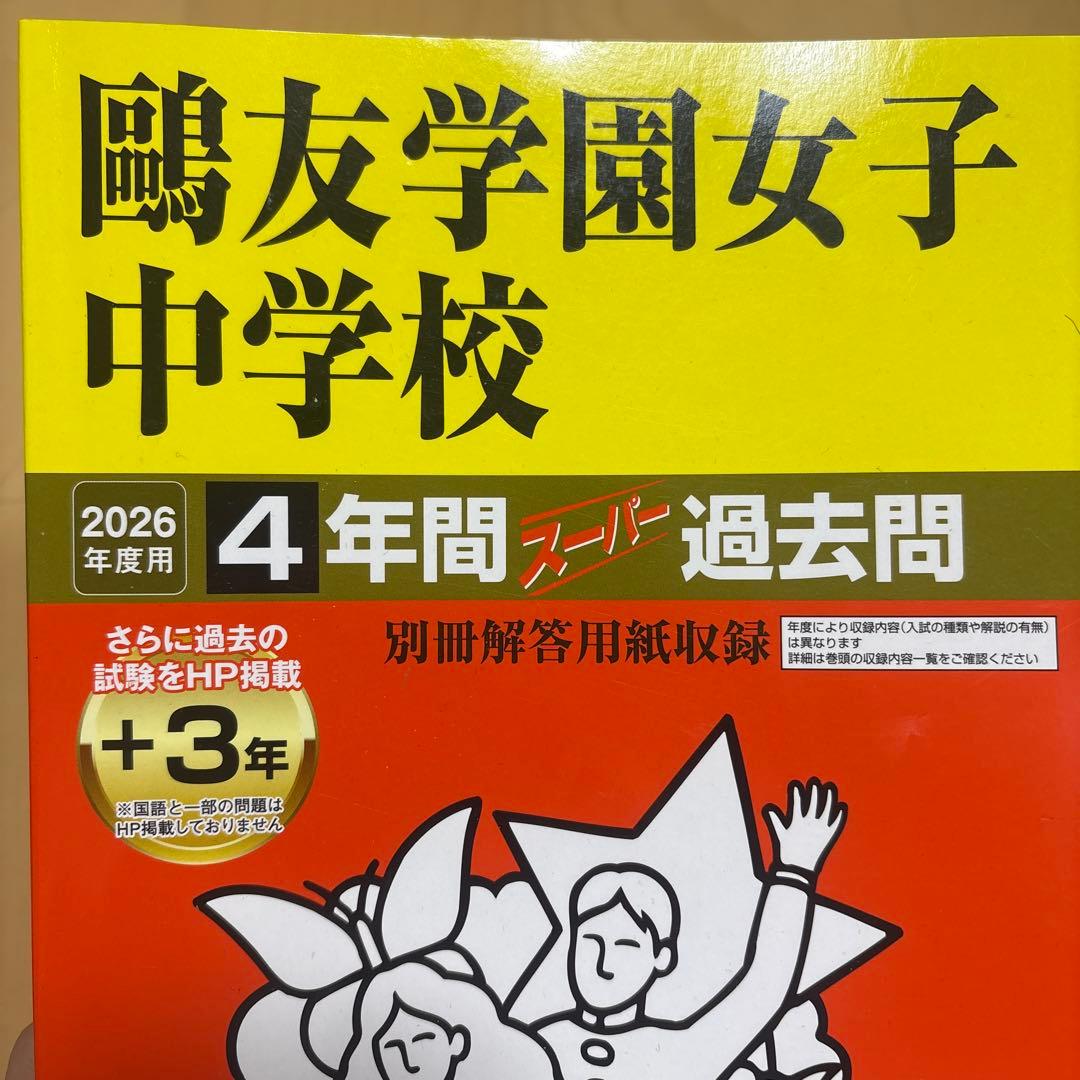 鷗友学園女子
中学校
2026
年度用
4年間スーパー過去問
別冊解答用紙収録
年度により収録内容(入試の種類や解説の有無)
は異なります
詳細は巻頭の収録内容一覧をご確認ください
さらに過去の
試験をHP掲載
+3年
※国語と一部の問題は
HP掲載しておりません